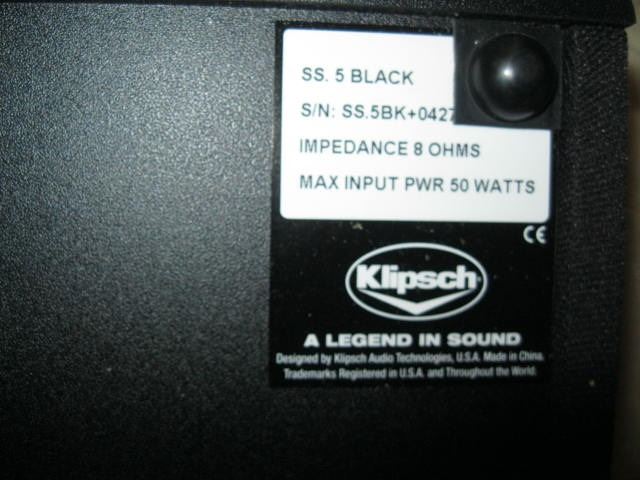 SS. 5 BLACK
S/N: SS.5BK+0427
IMPEDANCE 8 OHMS
MAX INPUT PWR 50 WATTS
CE
Klipsch
A LEGEND IN SOUND
Designed by Klipsch Audio Technologies, U.S.A. Made in China.
Trademarks Registered in U.S.A. and Throughout the World.